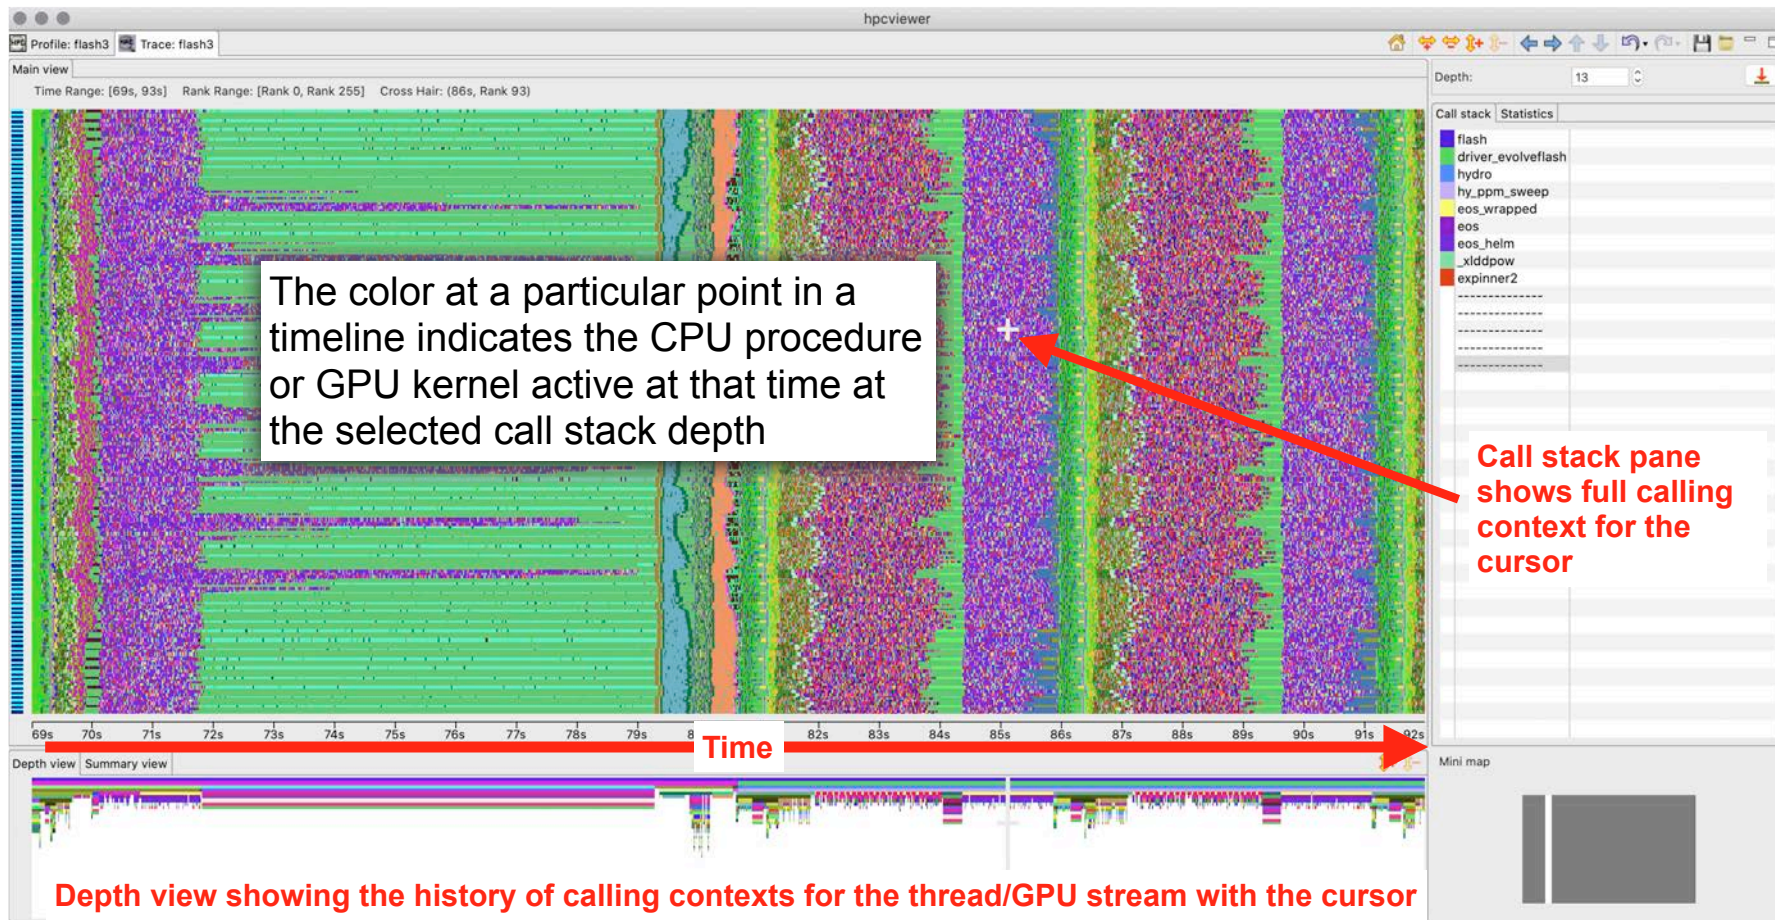 hpcviewer
Profile: flash3 Trace: flash3
Main view
Time Range: [69s, 93s] Rank Range: [Rank 0, Rank 255] Cross Hair: (86s, Rank 93)
Depth: 13
Call stack Statistics
flash
driver_evolveflash
hydro
hy_ppm_sweep
eos_wrapped
eos
eos_helm
_xlddpow
expinner2
--------------
--------------
--------------
--------------
--------------
The color at a particular point in a
timeline indicates the CPU procedure
or GPU kernel active at that time at
the selected call stack depth
Call stack pane
shows full calling
context for the
cursor
69s 70s 71s 72s 73s 74s 75s 76s 77s 78s 79s 82s 83s 84s 85s 86s 87s 88s 89s 90s 91s 92s
Time
Depth view Summary view
Mini map
Depth view showing the history of calling contexts for the thread/GPU stream with the cursor